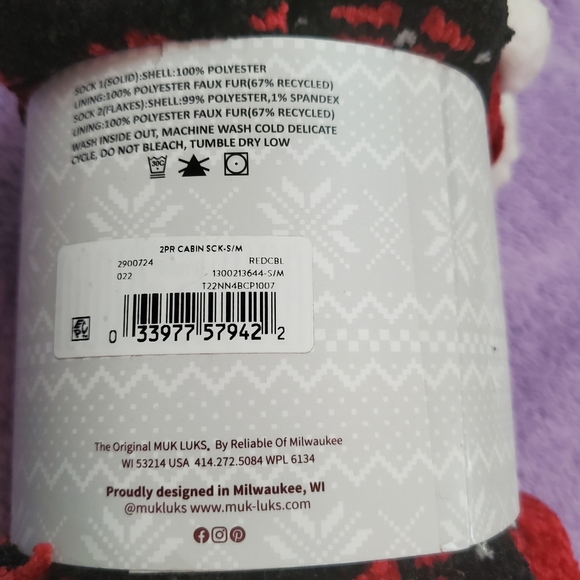 SOCK 1(SOLID):SHELL:100% POLYESTER
LINING:100% POLYESTER FAUX FUR(67% RECYCLED)
SOCK 2(FLAKES):SHELL:99% POLYESTER,1% SPANDEX
LINING:100% POLYESTER FAUX FUR(67% RECYCLED)
WASH INSIDE OUT, MACHINE WASH COLD DELICATE
CYCLE, DO NOT BLEACH, TUMBLE DRY LOW
30C
2PR CABIN SCK-S/M
2900724 REDCBL
022 1300213644-S/M
T22NN4BCP1007
0 33977 57942 2
The Original MUK LUKS. By Reliable Of Milwaukee
WI 53214 USA 414.272.5084 WPL 6134
Proudly designed in Milwaukee, WI
@mukluks www.muk-luks.com